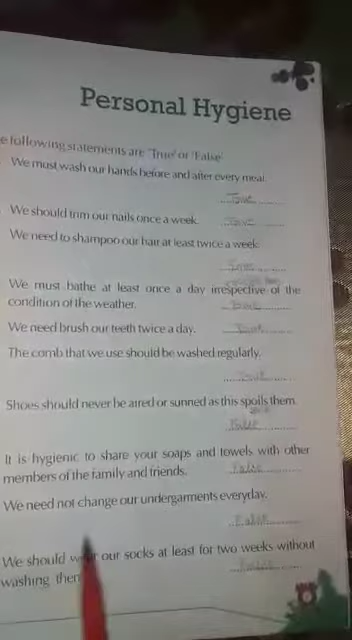 Personal Hygiene
e following statements are 'True' or 'False'
We must wash our hands before and after every meal.
True
We should trim our nails once a week. True
We need to shampoo our hair at least twice a week.
True
We must bathe at least once a day irrespective of the
condition of the weather. True
We need brush our teeth twice a day. True
The comb that we use should be washed regularly.
True
Shoes should never be aired or sunned as this spoils them.
False
It is hygienic to share your soaps and towels with other
members of the family and friends. False
We need not change our undergarments everyday.
False
We should our socks at least for two weeks without
washing False